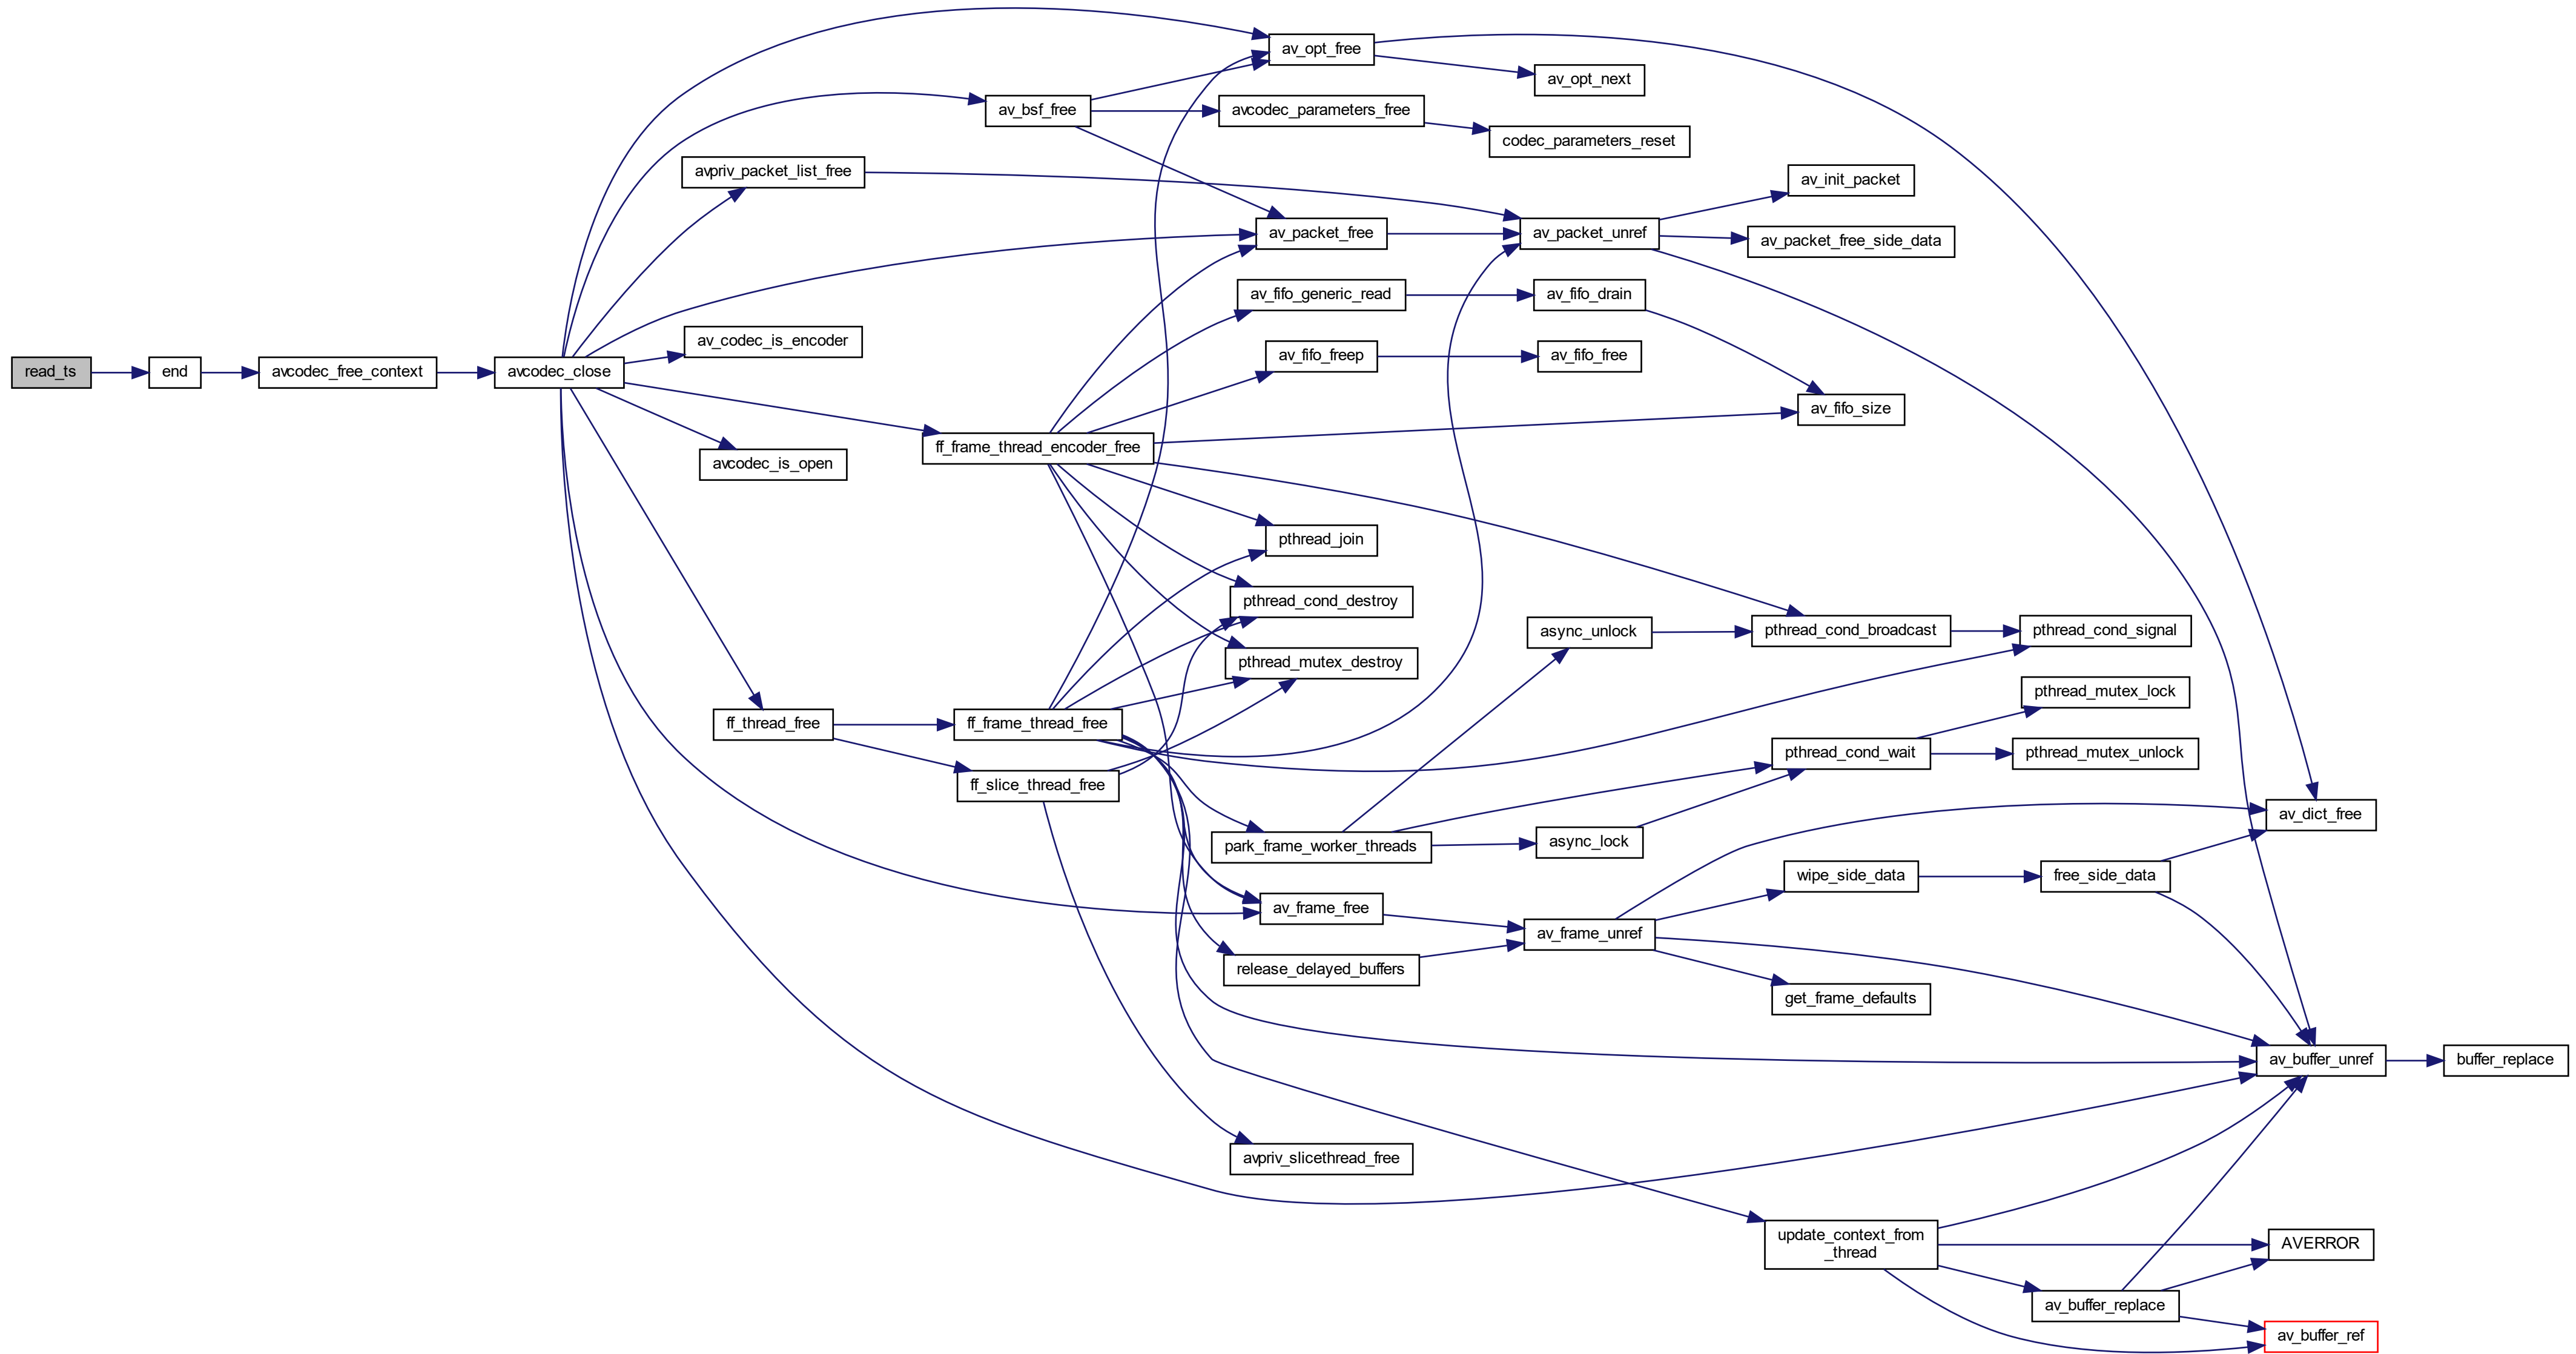 read_ts
end
avcodec_free_context
avcodec_close
av_opt_free
av_opt_next
av_bsf_free
avcodec_parameters_free
codec_parameters_reset
avpriv_packet_list_free
av_init_packet
av_packet_free
av_packet_unref
av_packet_free_side_data
av_fifo_generic_read
av_fifo_drain
av_codec_is_encoder
av_fifo_freep
av_fifo_free
av_fifo_size
ff_frame_thread_encoder_free
avcodec_is_open
pthread_join
pthread_cond_destroy
async_unlock
pthread_cond_broadcast
pthread_cond_signal
pthread_mutex_destroy
pthread_mutex_lock
ff_thread_free
ff_frame_thread_free
pthread_cond_wait
pthread_mutex_unlock
ff_slice_thread_free
av_dict_free
park_frame_worker_threads
async_lock
wipe_side_data
free_side_data
av_frame_free
av_frame_unref
release_delayed_buffers
get_frame_defaults
av_buffer_unref
buffer_replace
avpriv_slicethread_free
update_context_from
_thread
AVERROR
av_buffer_replace
av_buffer_ref